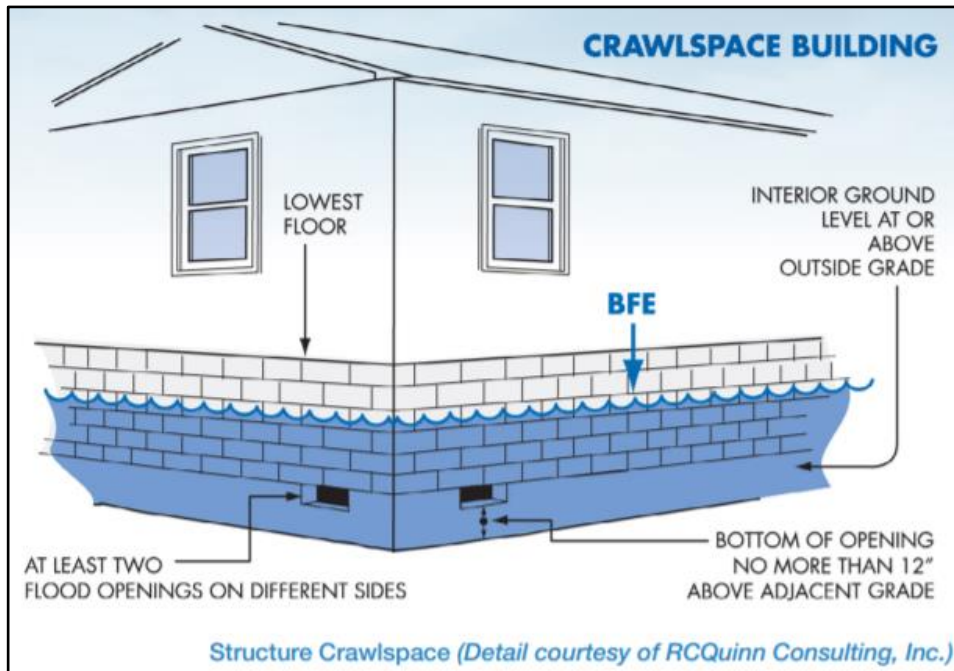 CRAWLSPACE BUILDING
LOWEST
FLOOR
INTERIOR GROUND
LEVEL AT OR
ABOVE
OUTSIDE GRADE
BFE
AT LEAST TWO
FLOOD OPENINGS ON DIFFERENT SIDES
BOTTOM OF OPENING
NO MORE THAN 12"
ABOVE ADJACENT GRADE
Structure Crawlspace (Detail courtesy of RCQuinn Consulting, Inc.)